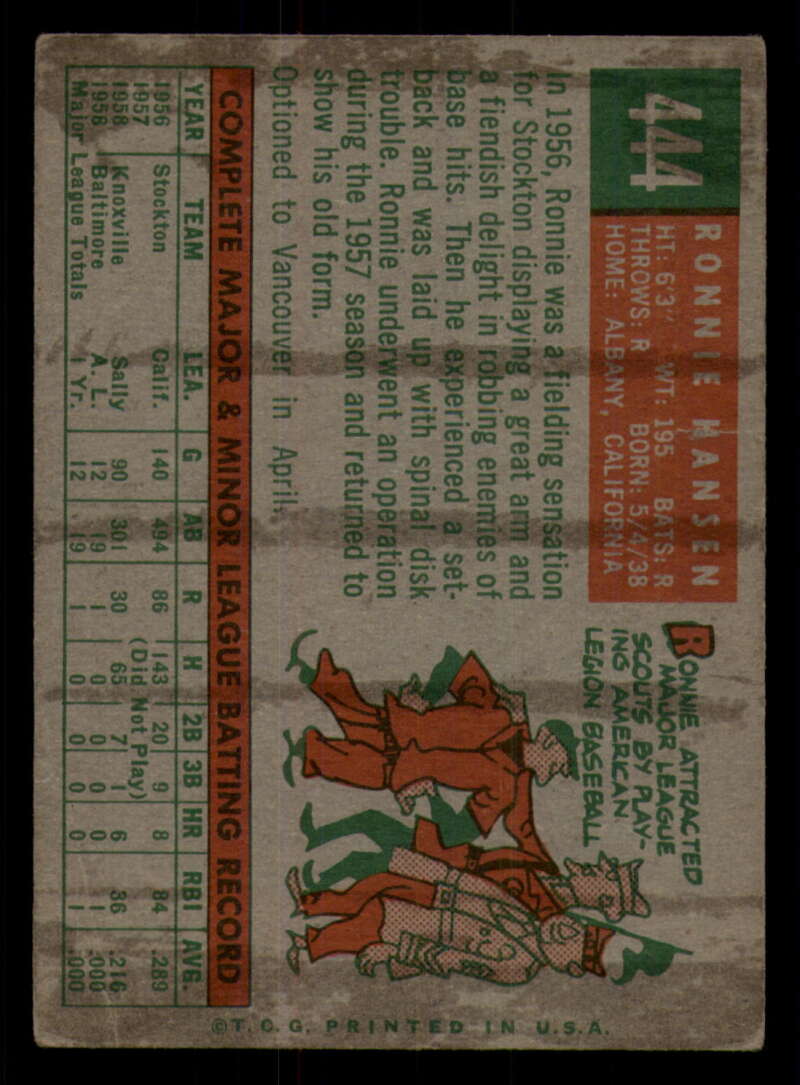 444
RONNIE HANSEN
HT: 6'3" WT: 195 BATS: R
THROWS: R BORN: 5/4/38
HOME: ALBANY, CALIFORNIA
In 1956, Ronnie was a fielding sensation
for Stockton displaying a great arm and
a fiendish delight in robbing enemies of
base hits. Then he experienced a set-
back and was laid up with spinal disk
trouble. Ronnie underwent an operation
during the 1957 season and returned to
show his old form.
Optioned to Vancouver in April.
RONNIE ATTRACTED
MAJOR LEAGUE
SCOUTS BY PLAY-
ING AMERICAN
LEGION BASEBALL
COMPLETE MAJOR & MINOR LEAGUE BATTING RECORD
YEAR TEAM LEA. G AB R H 2B 3B HR RBI AVG.
1956 Stockton Calif. 140 494 86 143 20 9 8 84 .289
1957 (Did Not Play)
1958 Knoxville Sally 90 301 30 65 7 1 6 36 .216
1958 Baltimore A. L. 12 19 1 0 0 0 0 1 .000
Major League Totals 1 Yr. 12 19 1 0 0 0 0 1 .000
©T.C.G. PRINTED IN U.S.A.